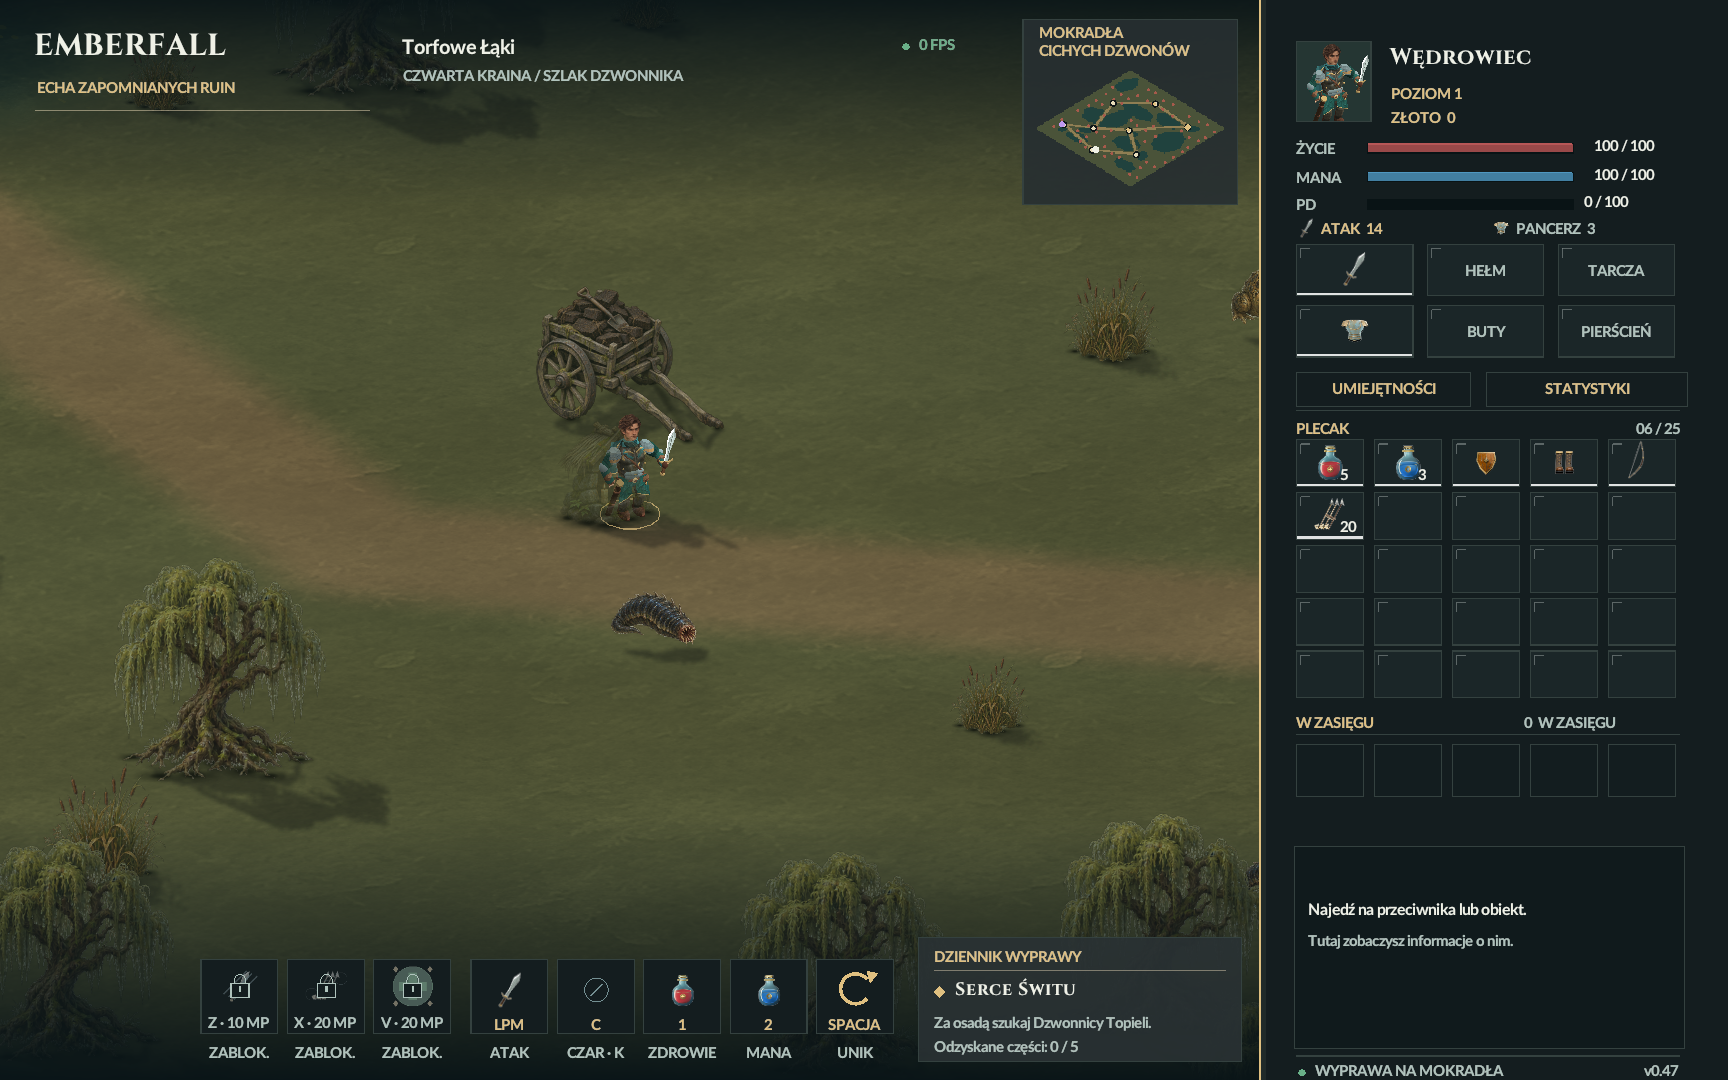 EMBERFALL
ECHA ZAPOMNIANYCH RUIN
Torfowe Łąki
CZWARTA KRAINA / SZLAK DZWONNIKA
0 FPS
MOKRADŁA
CICHYCH DZWONÓW
Wędrowiec
POZIOM 1
ZŁOTO 0
ŻYCIE 100 / 100
MANA 100 / 100
PD 0 / 100
ATAK 14 PANCERZ 3
HEŁM TARCZA
BUTY PIERŚCIEŃ
UMIEJĘTNOŚCI STATYSTYKI
PLECAK 06 / 25
5 3
20
W ZASIĘGU 0 W ZASIĘGU
Najedź na przeciwnika lub obiekt.
Tutaj zobaczysz informacje o nim.
WYPRAWA NA MOKRADŁA v0.47
DZIENNIK WYPRAWY
Serce Świtu
Za osadą szukaj Dzwonnicy Topieli.
Odzyskane części: 0 / 5
Z · 10 MP X · 20 MP V · 20 MP LPM C 1 2 SPACJA
ZABLOK. ZABLOK. ZABLOK. ATAK CZAR · K ZDROWIE MANA UNIK